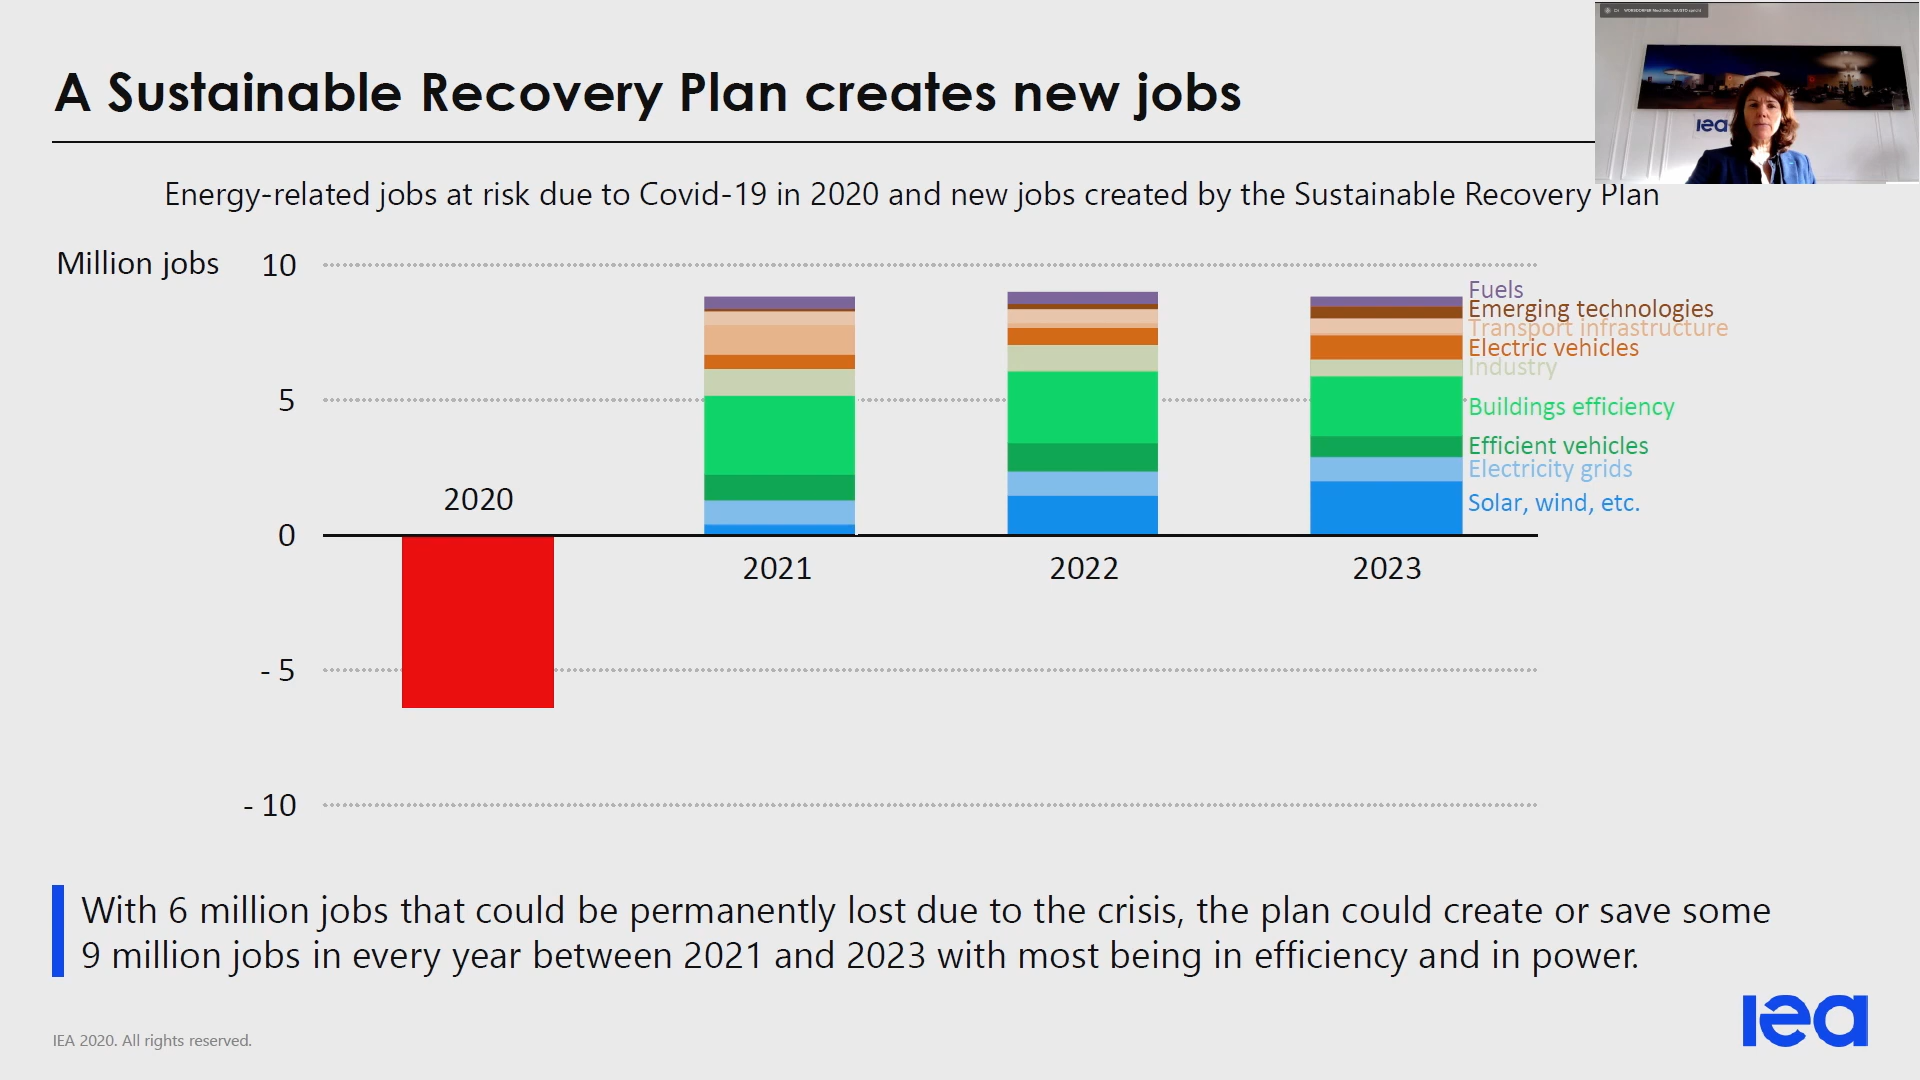 A Sustainable Recovery Plan creates new jobs
iea
Energy-related jobs at risk due to Covid-19 in 2020 and new jobs created by the Sustainable Recovery Plan
Million jobs
10
5
0
- 5
- 10
2020
2021
2022
2023
Fuels
Emerging technologies
Transport infrastructure
Electric vehicles
Industry
Buildings efficiency
Efficient vehicles
Electricity grids
Solar, wind, etc.
With 6 million jobs that could be permanently lost due to the crisis, the plan could create or save some
9 million jobs in every year between 2021 and 2023 with most being in efficiency and in power.
IEA 2020. All rights reserved.
iea